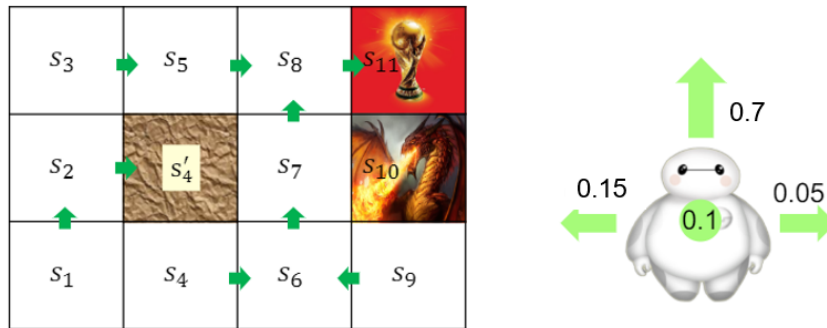 s₃ s₅ s₈ s₁₁
s₂ s₄′ s₇ s₁₀
s₁ s₄ s₆ s₉
0.7
0.15 0.1 0.05